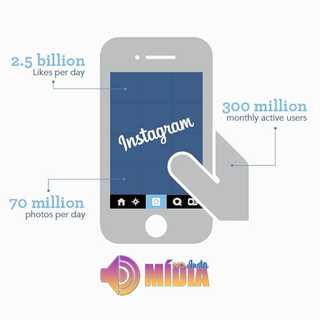 2.5 billion
Likes per day
Instagram
300 million
monthly active users
70 million
photos per day
MÍDIA